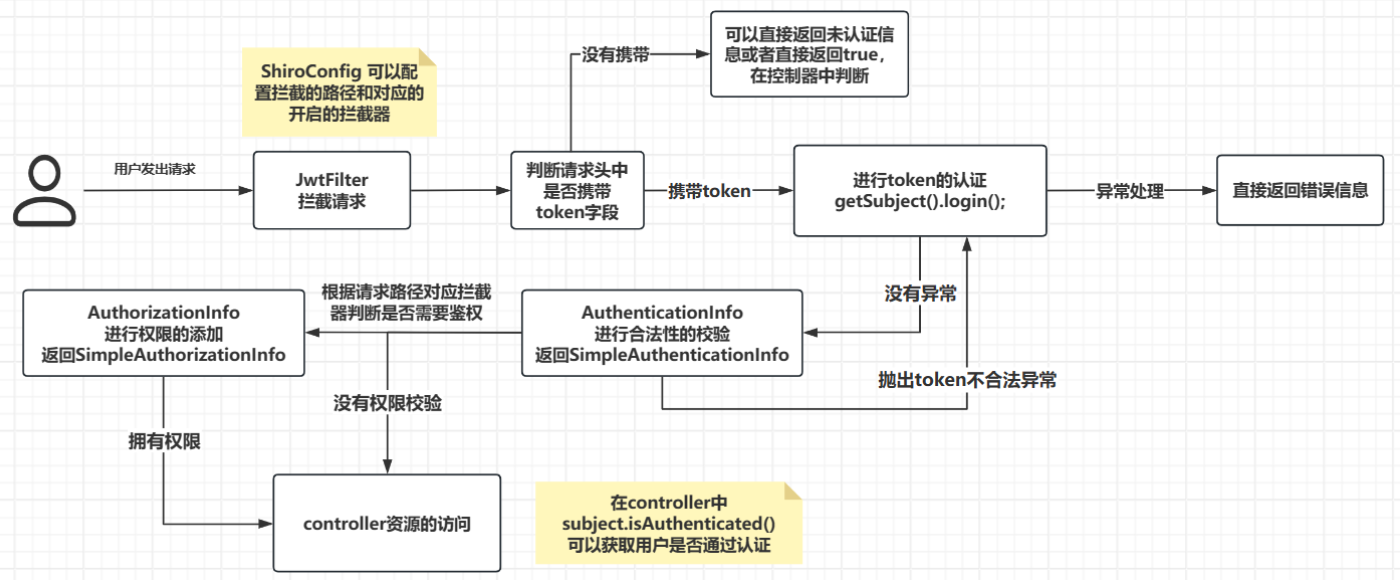 没有携带
可以直接返回未认证信
息或者直接返回true，
在控制器中判断
ShiroConfig 可以配
置拦截的路径和对应的
开启的拦截器
用户发出请求
JwtFilter
拦截请求
判断请求头中
是否携带
token字段
携带token
进行token的认证
getSubject().login();
异常处理
直接返回错误信息
没有异常
AuthorizationInfo
进行权限的添加
返回SimpleAuthorizationInfo
根据请求路径对应拦截
器判断是否需要鉴权
AuthenticationInfo
进行合法性的校验
返回SimpleAuthenticationInfo
抛出token不合法异常
没有权限校验
拥有权限
controller资源的访问
在controller中
subject.isAuthenticated()
可以获取用户是否通过认证